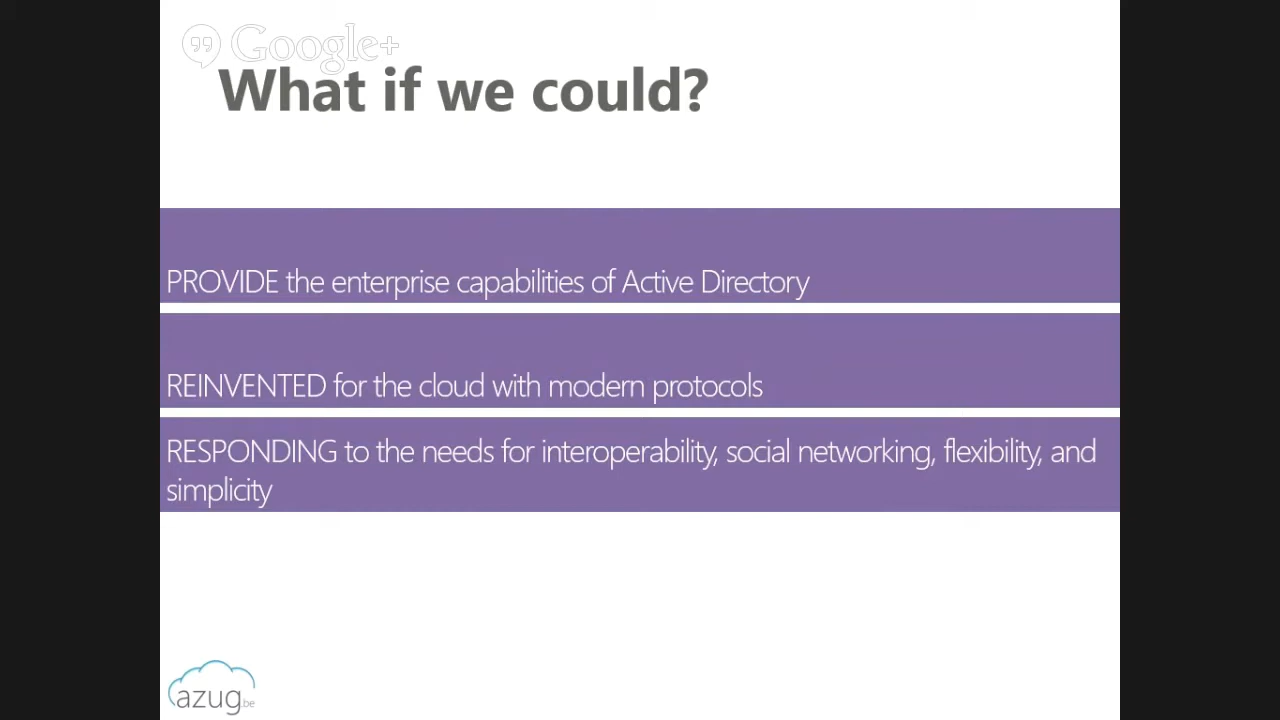 Google+
What if we could?
PROVIDE the enterprise capabilities of Active Directory
REINVENTED for the cloud with modern protocols
RESPONDING to the needs for interoperability, social networking, flexibility, and
simplicity
azug.be